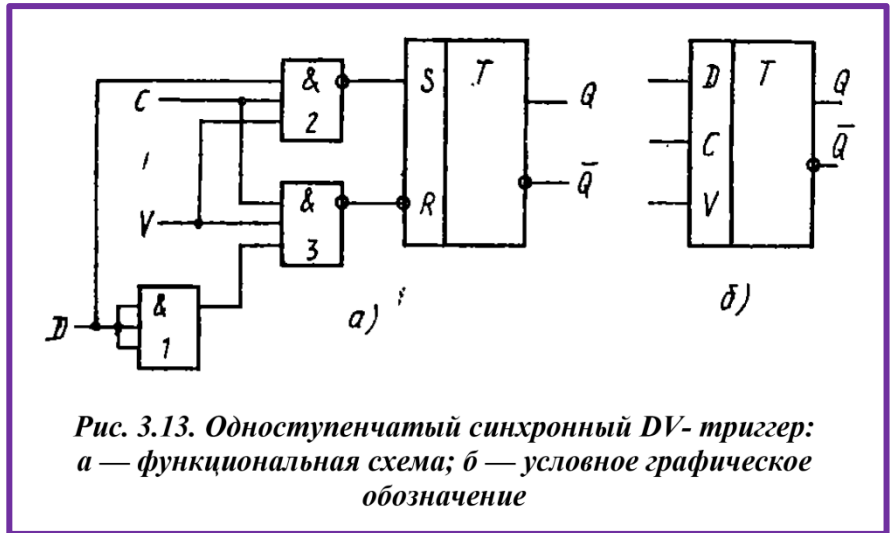 &
2
C
V
&
3
D
&
1
S
T
R
Q
Q̅
а)
D
T
C
V
Q
Q̅
б)
Рис. 3.13. Одноступенчатый синхронный DV- триггер:
а — функциональная схема; б — условное графическое
обозначение